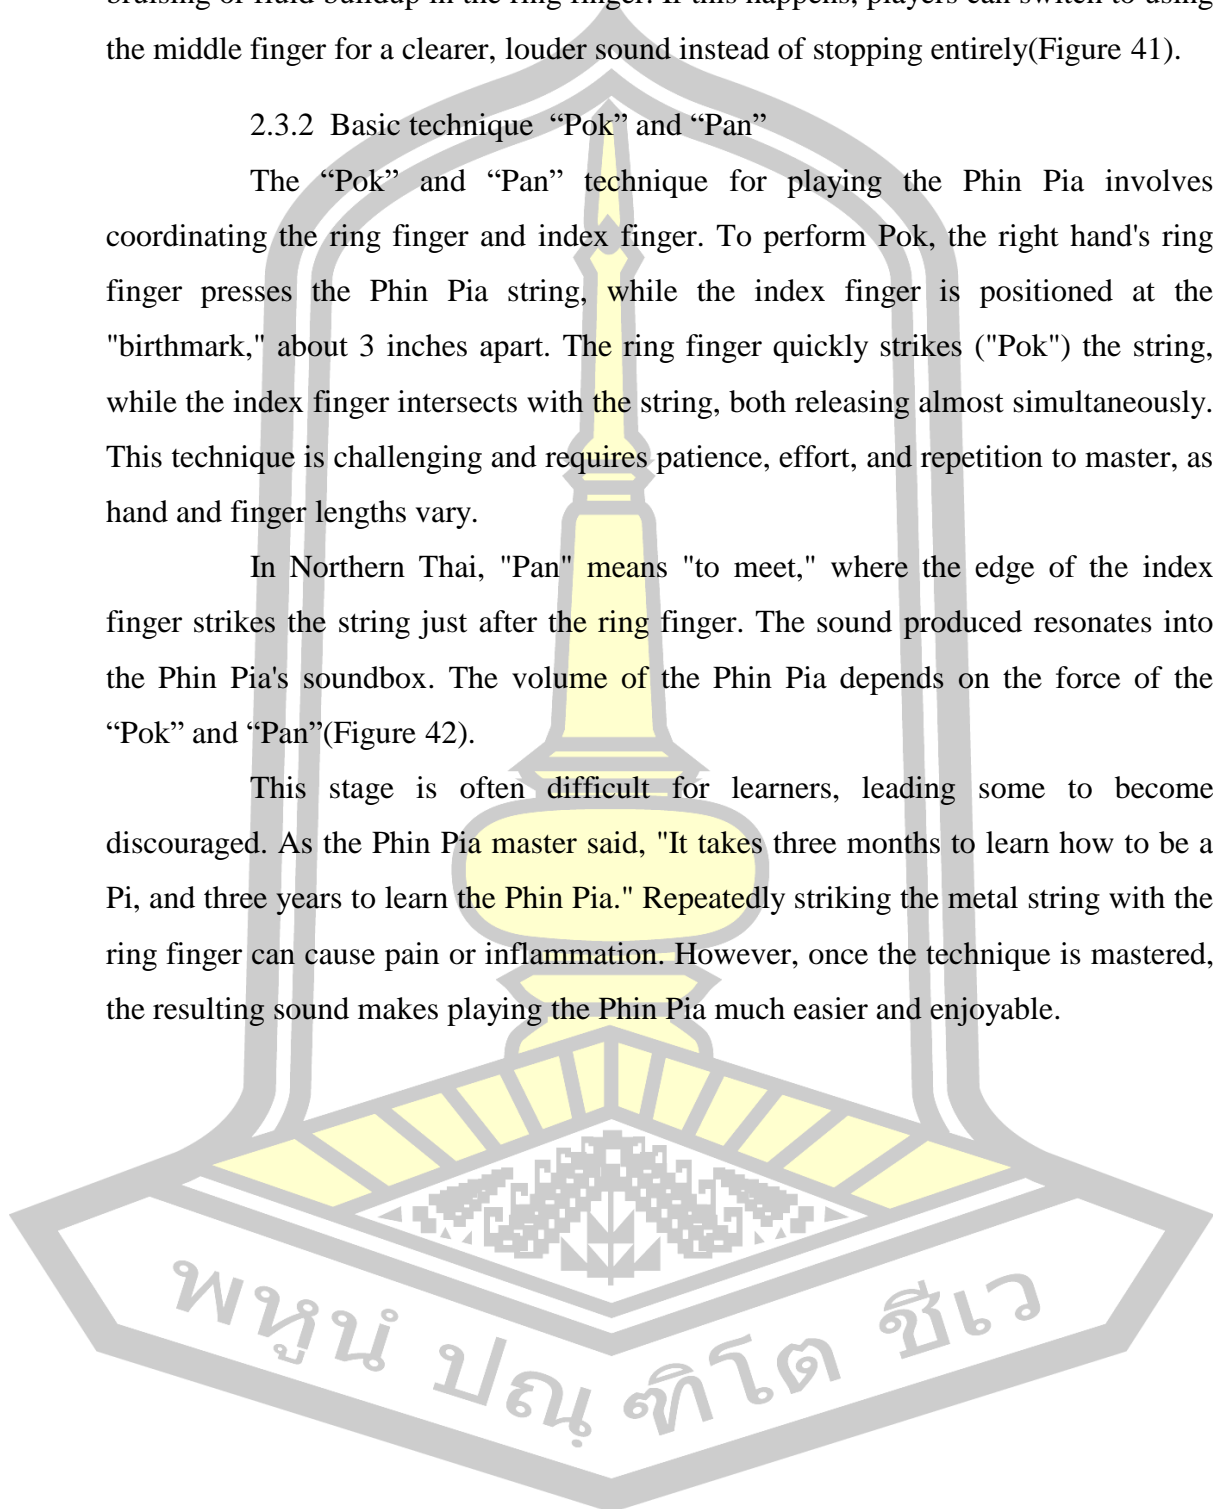 bruising or fluid buildup in the ring finger. If this happens, players can switch to using
the middle finger for a clearer, louder sound instead of stopping entirely(Figure 41).
2.3.2 Basic technique “Pok” and “Pan”
The “Pok” and “Pan” technique for playing the Phin Pia involves
coordinating the ring finger and index finger. To perform Pok, the right hand's ring
finger presses the Phin Pia string, while the index finger is positioned at the
"birthmark," about 3 inches apart. The ring finger quickly strikes ("Pok") the string,
while the index finger intersects with the string, both releasing almost simultaneously.
This technique is challenging and requires patience, effort, and repetition to master, as
hand and finger lengths vary.
In Northern Thai, "Pan" means "to meet," where the edge of the index
finger strikes the string just after the ring finger. The sound produced resonates into
the Phin Pia's soundbox. The volume of the Phin Pia depends on the force of the
“Pok” and “Pan”(Figure 42).
This stage is often difficult for learners, leading some to become
discouraged. As the Phin Pia master said, "It takes three months to learn how to be a
Pi, and three years to learn the Phin Pia." Repeatedly striking the metal string with the
ring finger can cause pain or inflammation. However, once the technique is mastered,
the resulting sound makes playing the Phin Pia much easier and enjoyable.
พหูนํ ปณฺฑิโต ชีเว